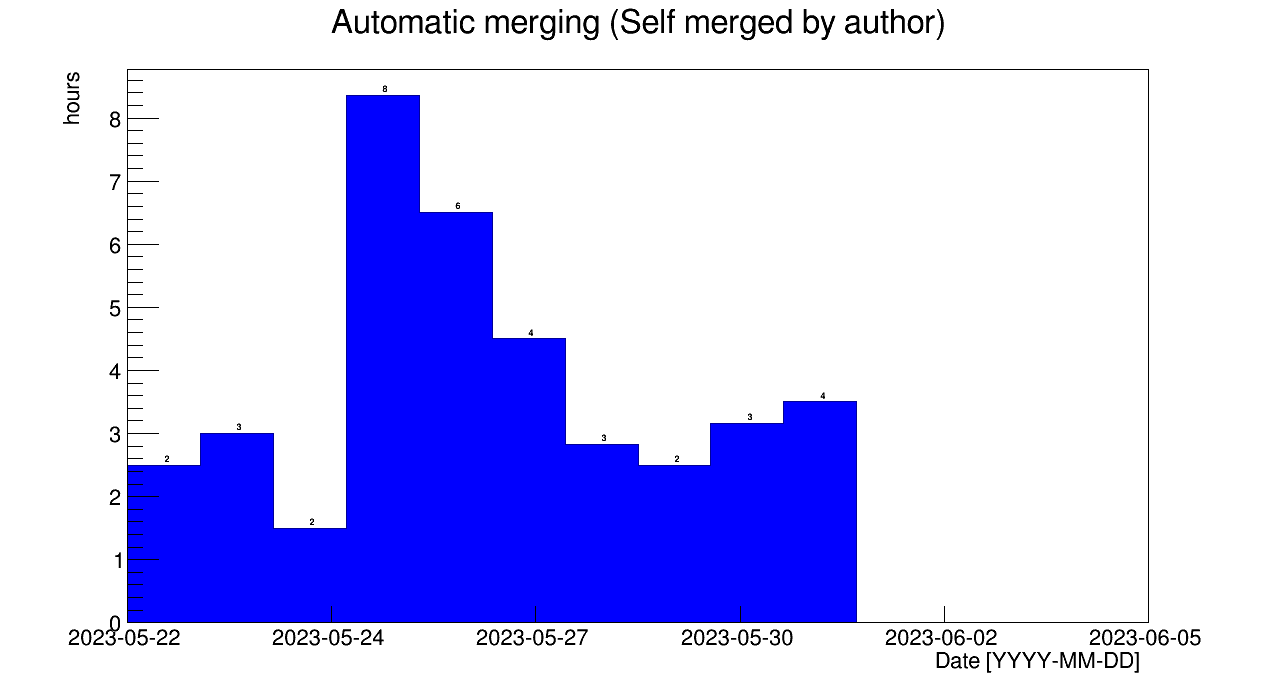 Automatic merging (Self merged by author)
hours
8
7
6
5
4
3
2
1
0
2 3 2 8 6 4 3 2 3 4
2023-05-22 2023-05-24 2023-05-27 2023-05-30 2023-06-02 2023-06-05
Date [YYYY-MM-DD]